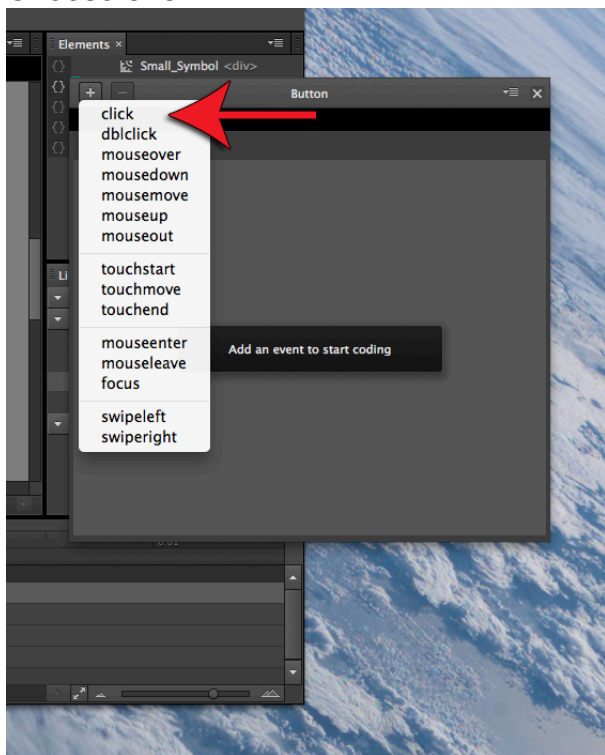 Elements ×
Small_Symbol <div>
Button
click
dblclick
mouseover
mousedown
mousemove
mouseup
mouseout
touchstart
touchmove
touchend
mouseenter
mouseleave
focus
swipeleft
swiperight
Li
Add an event to start coding